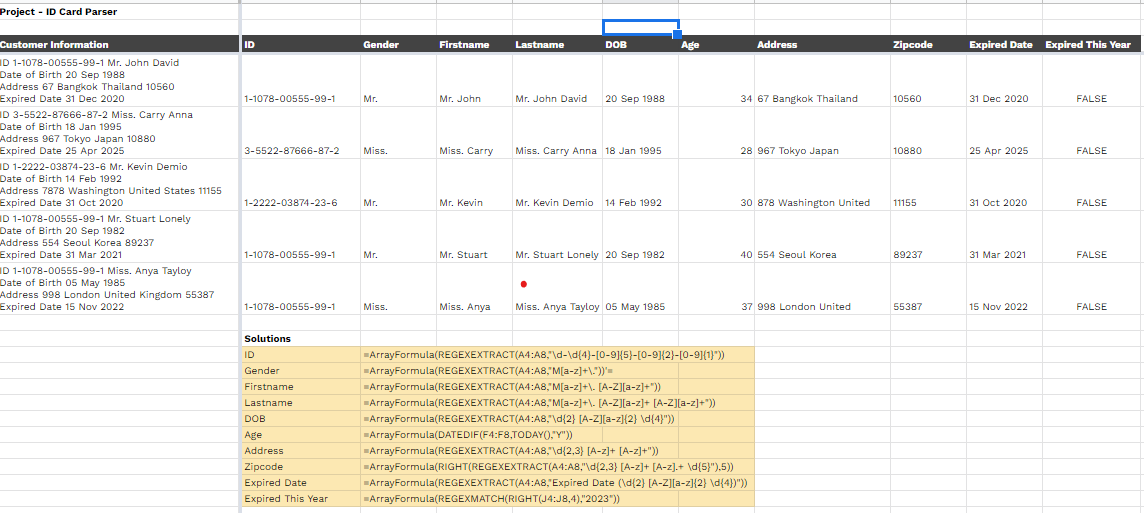 Project - ID Card Parser
Customer Information ID Gender Firstname Lastname DOB Age Address Zipcode Expired Date Expired This Year
ID 1-1078-00555-99-1 Mr. John David
Date of Birth 20 Sep 1988
Address 67 Bangkok Thailand 10560
Expired Date 31 Dec 2020 1-1078-00555-99-1 Mr. Mr. John Mr. John David 20 Sep 1988 34 67 Bangkok Thailand 10560 31 Dec 2020 FALSE
ID 3-5522-87666-87-2 Miss. Carry Anna
Date of Birth 18 Jan 1995
Address 967 Tokyo Japan 10880
Expired Date 25 Apr 2025 3-5522-87666-87-2 Miss. Miss. Carry Miss. Carry Anna 18 Jan 1995 28 967 Tokyo Japan 10880 25 Apr 2025 FALSE
ID 1-2222-03874-23-6 Mr. Kevin Demio
Date of Birth 14 Feb 1992
Address 7878 Washington United States 11155
Expired Date 31 Oct 2020 1-2222-03874-23-6 Mr. Mr. Kevin Mr. Kevin Demio 14 Feb 1992 30 878 Washington United 11155 31 Oct 2020 FALSE
ID 1-1078-00555-99-1 Mr. Stuart Lonely
Date of Birth 20 Sep 1982
Address 554 Seoul Korea 89237
Expired Date 31 Mar 2021 1-1078-00555-99-1 Mr. Mr. Stuart Mr. Stuart Lonely 20 Sep 1982 40 554 Seoul Korea 89237 31 Mar 2021 FALSE
ID 1-1078-00555-99-1 Miss. Anya Tayloy
Date of Birth 05 May 1985
Address 998 London United Kingdom 55387
Expired Date 15 Nov 2022 1-1078-00555-99-1 Miss. Miss. Anya Miss. Anya Tayloy 05 May 1985 37 998 London United 55387 15 Nov 2022 FALSE
Solutions
ID =ArrayFormula(REGEXEXTRACT(A4:A8,"\d-\d{4}-[0-9]{5}-[0-9]{2}-[0-9]{1}"))
Gender =ArrayFormula(REGEXEXTRACT(A4:A8,"M[a-z]+\."))'=
Firstname =ArrayFormula(REGEXEXTRACT(A4:A8,"M[a-z]+\. [A-Z][a-z]+"))
Lastname =ArrayFormula(REGEXEXTRACT(A4:A8,"M[a-z]+\. [A-Z][a-z]+ [A-Z][a-z]+"))
DOB =ArrayFormula(REGEXEXTRACT(A4:A8,"\d{2} [A-Z][a-z]{2} \d{4}"))
Age =ArrayFormula(DATEDIF(F4:F8,TODAY(),"Y"))
Address =ArrayFormula(REGEXEXTRACT(A4:A8,"\d{2,3} [A-z]+ [A-z]+"))
Zipcode =ArrayFormula(RIGHT(REGEXEXTRACT(A4:A8,"\d{2,3} [A-z]+ [A-z].+ \d{5}"),5))
Expired Date =ArrayFormula(REGEXEXTRACT(A4:A8,"Expired Date (\d{2} [A-Z][a-z]{2} \d{4})"))
Expired This Year =ArrayFormula(REGEXMATCH(RIGHT(J4:J8,4),"2023"))